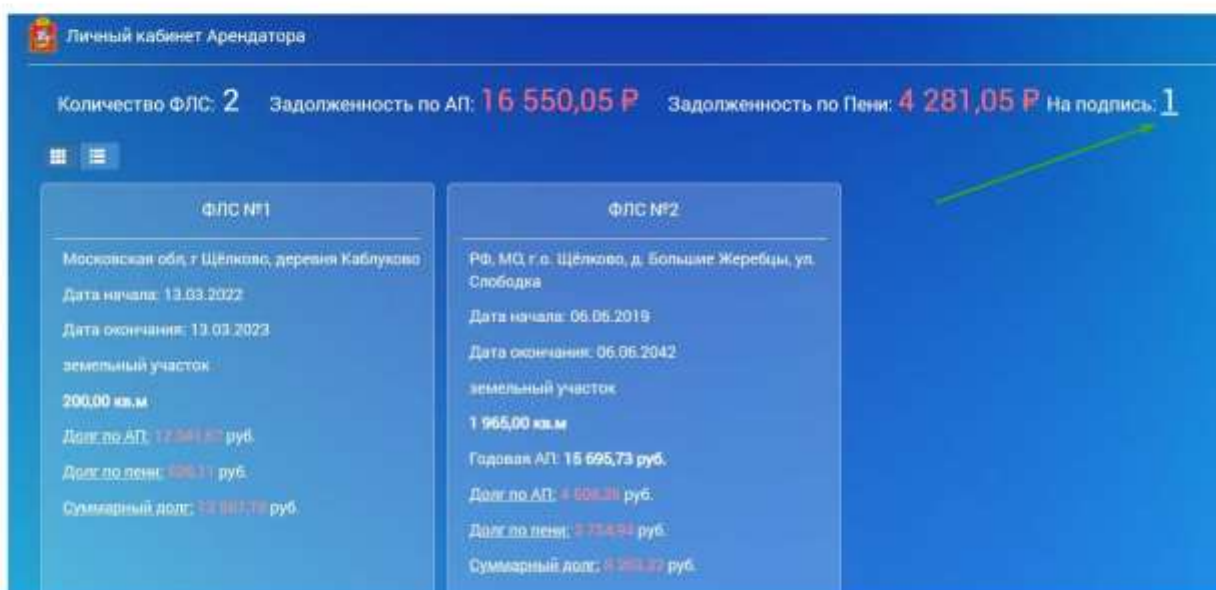 Личный кабинет Арендатора
Количество ФЛС: 2 Задолженность по АП: 16 550,05 ₽ Задолженность по Пени: 4 281,05 ₽ На подпись: 1
ФЛС №1
Московская обл, г Щёлково, деревня Каблуково
Дата начала: 13.03.2022
Дата окончания: 13.03.2023
земельный участок
200,00 кв.м
Долг по АП: руб.
Долг по пени: руб.
Суммарный долг: руб.
ФЛС №2
РФ, МО, г.о. Щёлково, д. Большие Жеребцы, ул.
Слободка
Дата начала: 06.06.2019
Дата окончания: 06.06.2042
земельный участок
1 965,00 кв.м
Годовая АП: 15 695,73 руб.
Долг по АП: руб.
Долг по пени: руб.
Суммарный долг: руб.